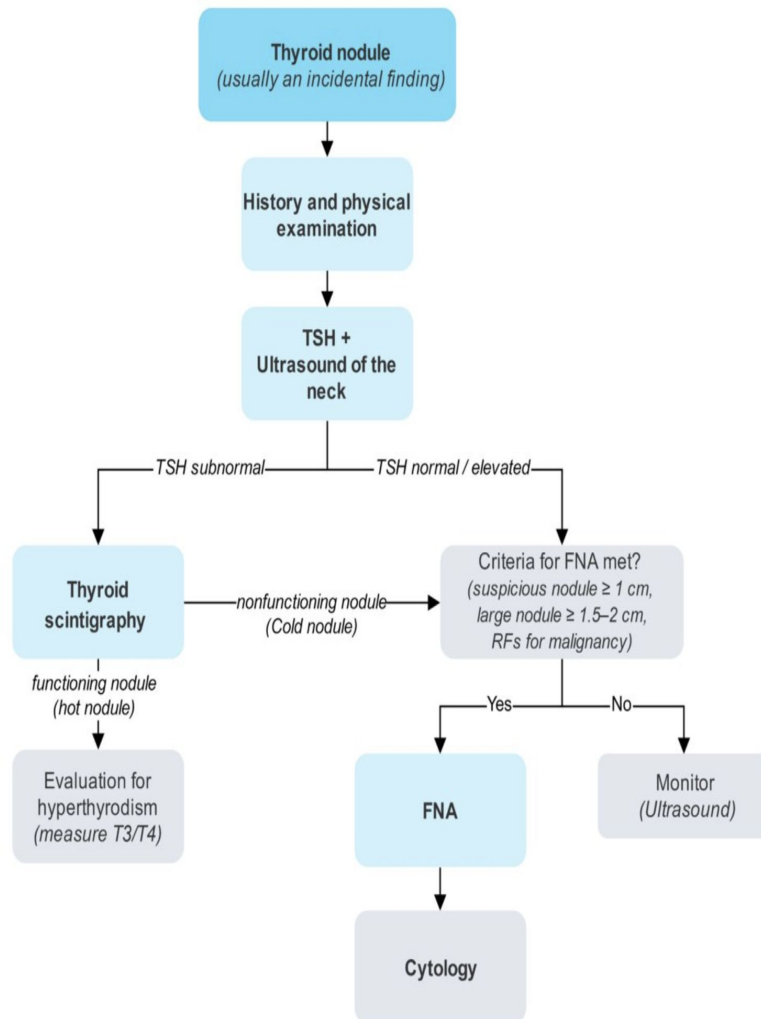 Thyroid nodule
(usually an incidental finding)
History and physical
examination
TSH +
Ultrasound of the
neck
TSH subnormal
TSH normal / elevated
Thyroid
scintigraphy
nonfunctioning nodule
(Cold nodule)
Criteria for FNA met?
(suspicious nodule ≥ 1 cm,
large nodule ≥ 1.5–2 cm,
RFs for malignancy)
functioning nodule
(hot nodule)
Yes
No
Evaluation for
hyperthyrodism
(measure T3/T4)
FNA
Monitor
(Ultrasound)
Cytology